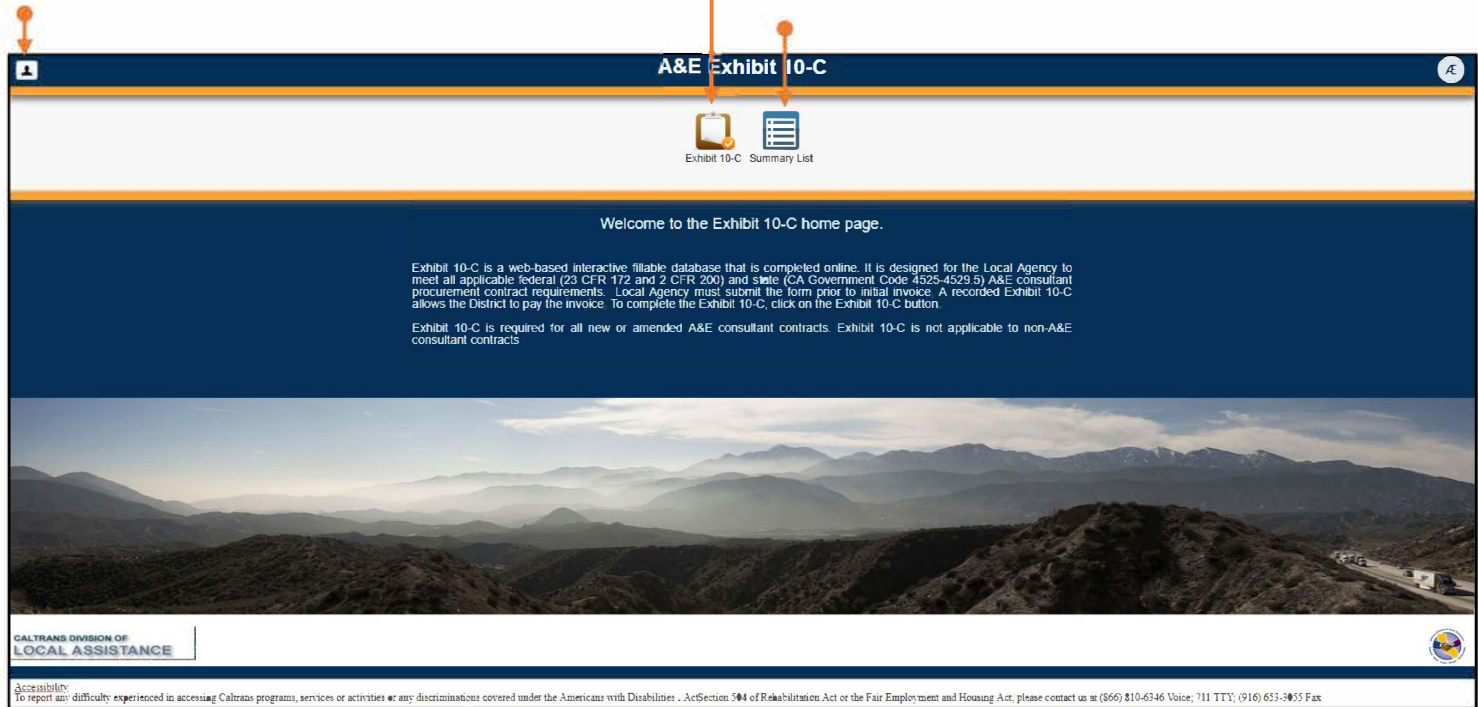 A&E Exhibit 10-C
Æ
Exhibit 10-C Summary List
Welcome to the Exhibit 10-C home page.
Exhibit 10-C is a web-based interactive fillable database that is completed online. It is designed for the Local Agency to
meet all applicable federal (23 CFR 172 and 2 CFR 200) and state (CA Government Code 4525-4529.5) A&E consultant
procurement contract requirements. Local Agency must submit the form prior to initial invoice. A recorded Exhibit 10-C
allows the District to pay the invoice. To complete the Exhibit 10-C, click on the Exhibit 10-C button.
Exhibit 10-C is required for all new or amended A&E consultant contracts. Exhibit 10-C is not applicable to non-A&E
consultant contracts
CALTRANS DIVISION OF
LOCAL ASSISTANCE
Accessibility
To report any difficulty experienced in accessing Caltrans programs, services or activities or any discriminations covered under the Americans with Disabilities . ActSection 504 of Rehabilitation Act or the Fair Employment and Housing Act, please contact us at (866) 810-6346 Voice; 711 TTY; (916) 653-3055 Fax